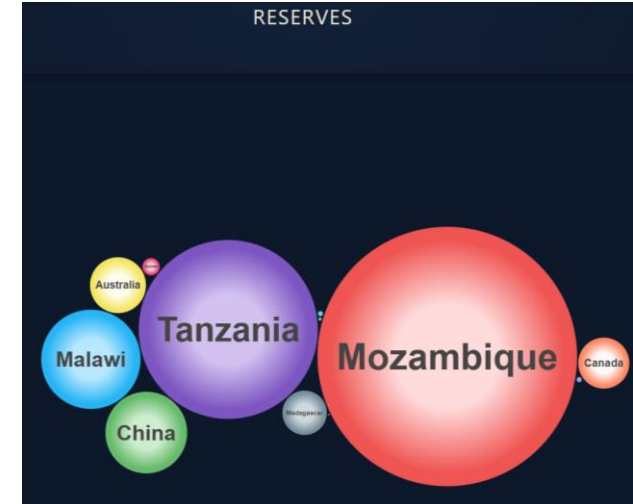 RESERVES
Australia
Tanzania
Malawi
Mozambique
Canada
Madagascar
China